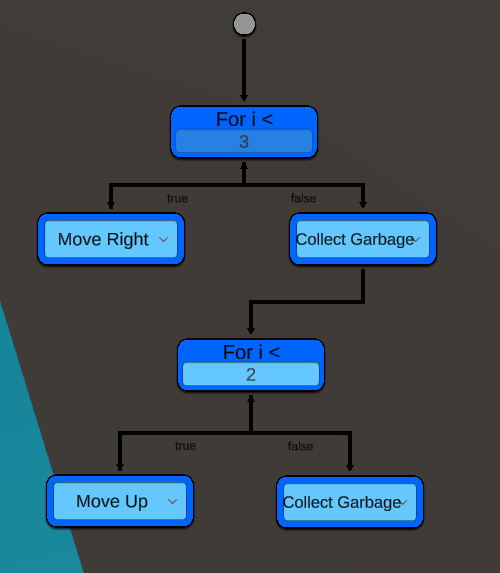 For i <
3
true
false
Move Right
Collect Garbage
For i <
2
true
false
Move Up
Collect Garbage